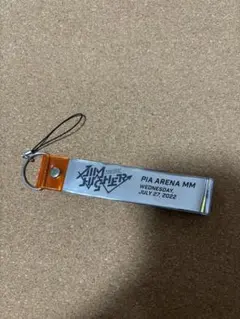 AIM
HIGHER
PIA ARENA MM
WEDNESDAY,
JULY 27, 2022